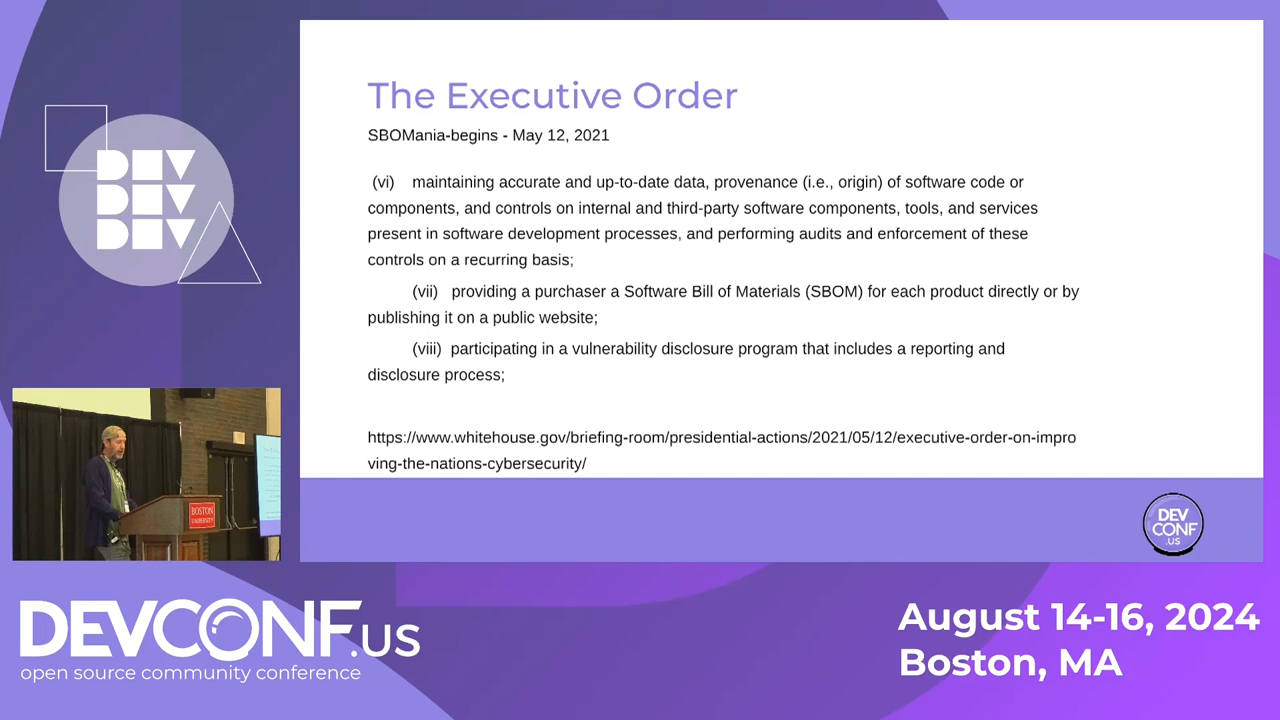 DEV
DEV
DEV
The Executive Order
SBOMania-begins - May 12, 2021
(vi) maintaining accurate and up-to-date data, provenance (i.e., origin) of software code or
components, and controls on internal and third-party software components, tools, and services
present in software development processes, and performing audits and enforcement of these
controls on a recurring basis;
(vii) providing a purchaser a Software Bill of Materials (SBOM) for each product directly or by
publishing it on a public website;
(viii) participating in a vulnerability disclosure program that includes a reporting and
disclosure process;
https://www.whitehouse.gov/briefing-room/presidential-actions/2021/05/12/executive-order-on-impro
ving-the-nations-cybersecurity/
BOSTON
UNIVERSITY
DEV
CONF
.US
DEVCONF.US
open source community conference
August 14-16, 2024
Boston, MA